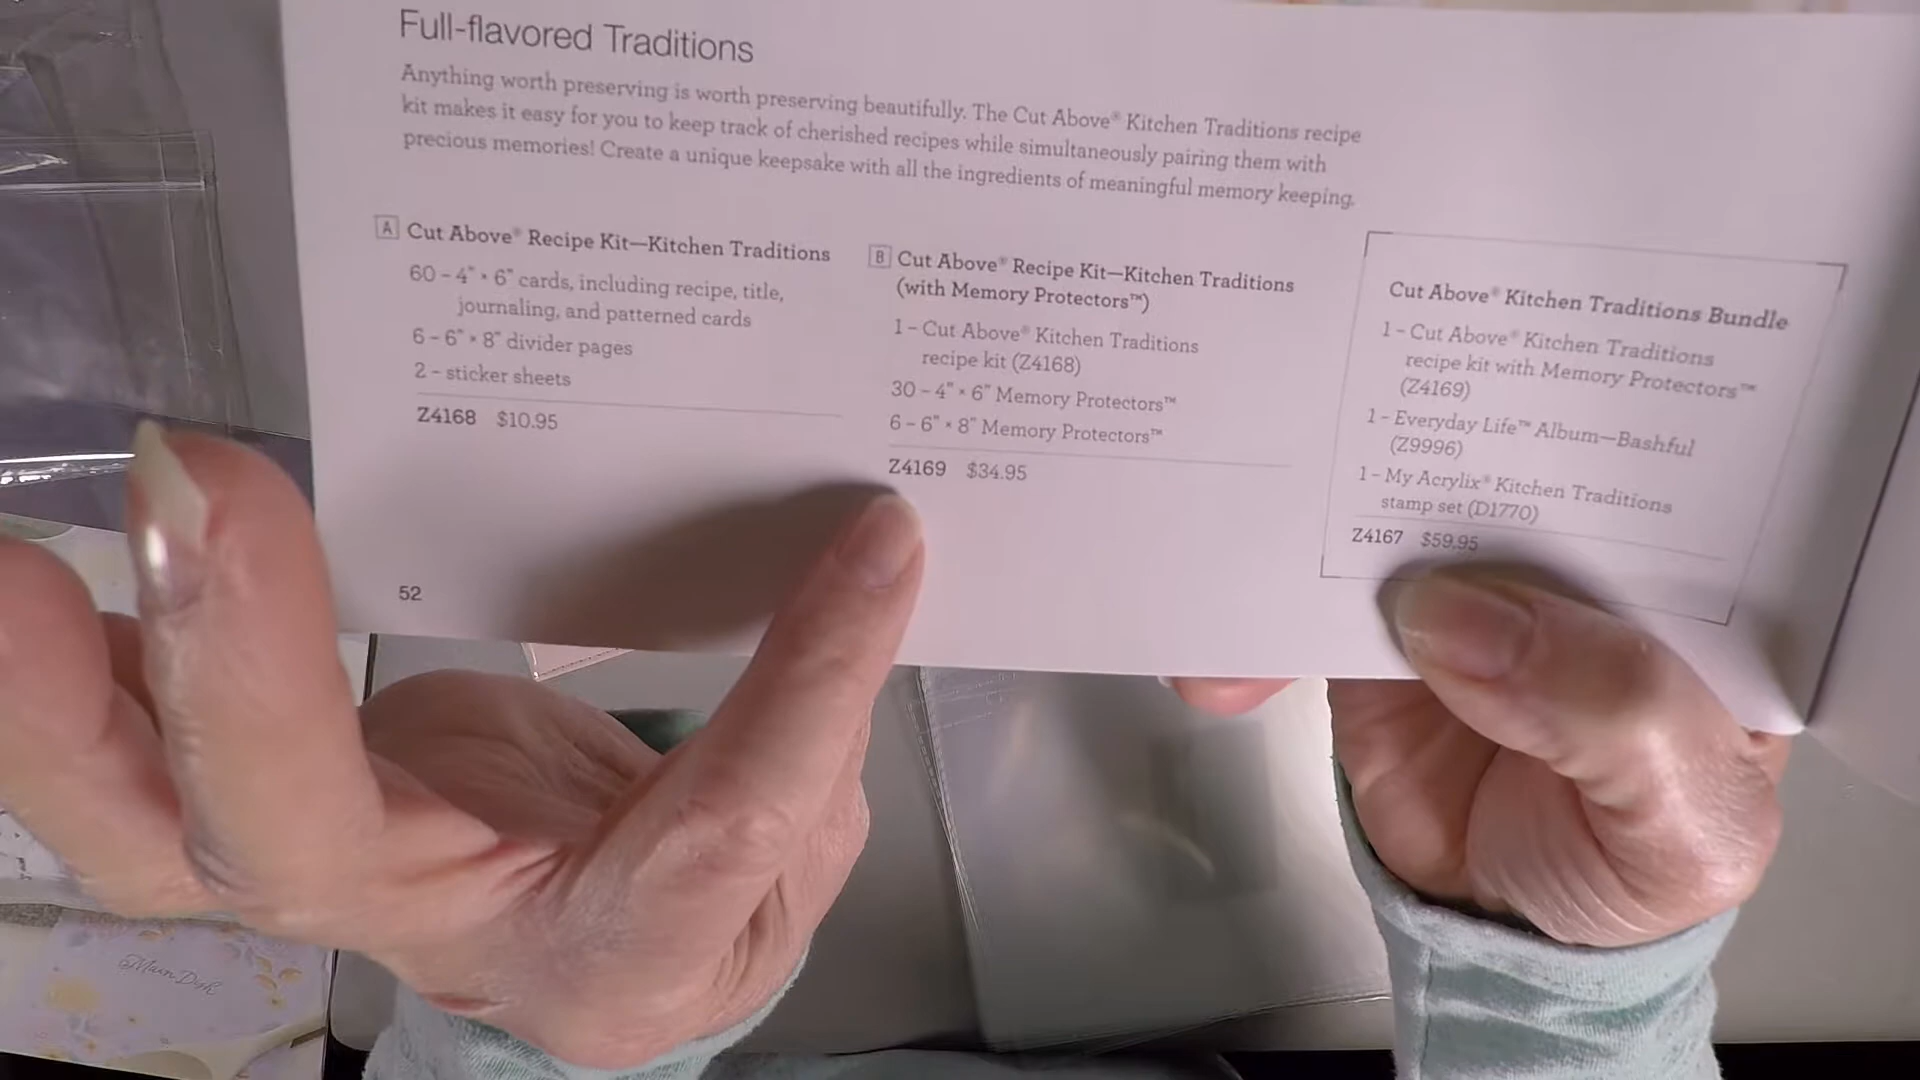 Full-flavored Traditions
Anything worth preserving is worth preserving beautifully. The Cut Above® Kitchen Traditions recipe
kit makes it easy for you to keep track of cherished recipes while simultaneously pairing them with
precious memories! Create a unique keepsake with all the ingredients of meaningful memory keeping.
A Cut Above® Recipe Kit—Kitchen Traditions
60 – 4" × 6" cards, including recipe, title,
journaling, and patterned cards
6 – 6" × 8" divider pages
2 – sticker sheets
Z4168 $10.95
B Cut Above® Recipe Kit—Kitchen Traditions
(with Memory Protectors™)
1 – Cut Above® Kitchen Traditions
recipe kit (Z4168)
30 – 4" × 6" Memory Protectors™
6 – 6" × 8" Memory Protectors™
Z4169 $34.95
Cut Above® Kitchen Traditions Bundle
1 – Cut Above® Kitchen Traditions
recipe kit with Memory Protectors™
(Z4169)
1 – Everyday Life™ Album—Bashful
(Z9996)
1 – My Acrylix® Kitchen Traditions
stamp set (D1770)
Z4167 $59.95
52
Main Dish